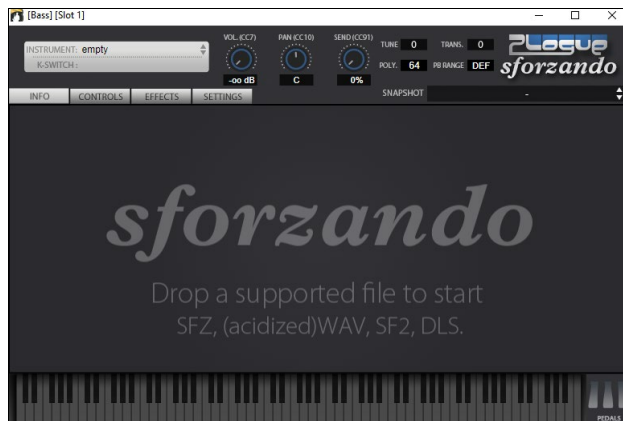 [Bass] [Slot 1]
INSTRUMENT: empty
K-SWITCH :
VOL. (CC7)
-oo dB
PAN (CC10)
C
SEND (CC91)
0%
TUNE 0
TRANS. 0
POLY. 64
PB RANGE DEF
PLOGUE
sforzando
INFO
CONTROLS
EFFECTS
SETTINGS
SNAPSHOT -
sforzando
Drop a supported file to start
SFZ, (acidized)WAV, SF2, DLS.
PEDALS